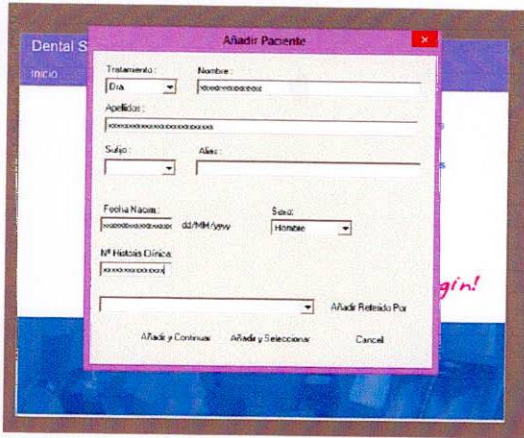 Añadir Paciente
Dental S
Inicio
Tratamiento :
Nombre :
Dra
Apellidos :
Sufijo :
Alias :
Fecha Nacim.:
dd/MM/yyyy
Sexo:
Hombre
Nº Historia Clínica:
gin!
Añadir Referido Por
Añadir y Continuar
Añadir y Seleccionar
Cancel